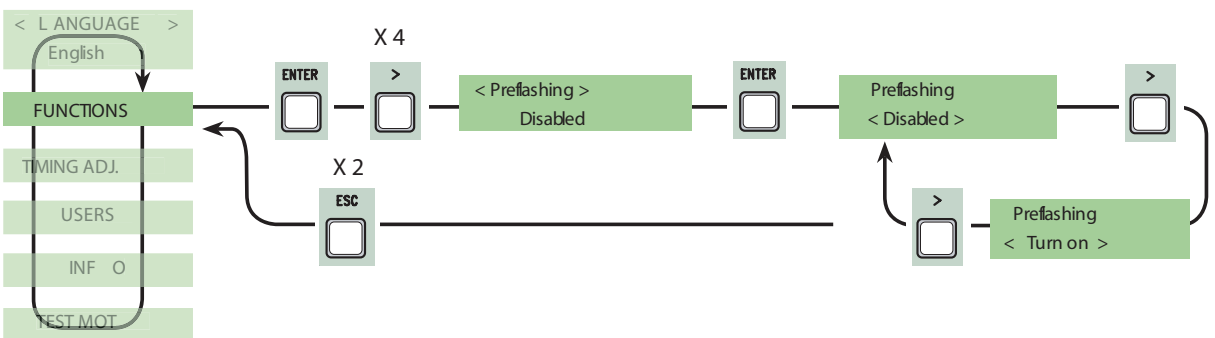 < L ANGUAGE >
English
FUNCTIONS
TIMING ADJ.
USERS
INF O
TEST MOT
ENTER
X 4
>
< Preflashing >
Disabled
ENTER
Preflashing
< Disabled >
>
Preflashing
< Turn on >
>
X 2
ESC